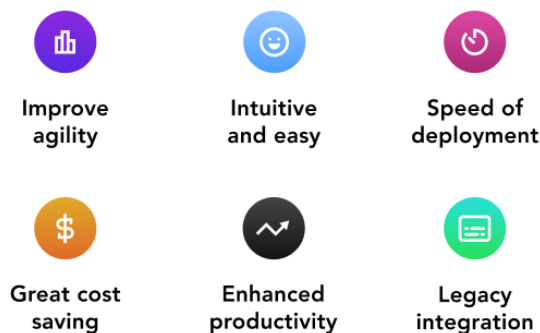 Improve
agility
Intuitive
and easy
Speed of
deployment
$
Great cost
saving
Enhanced
productivity
Legacy
integration